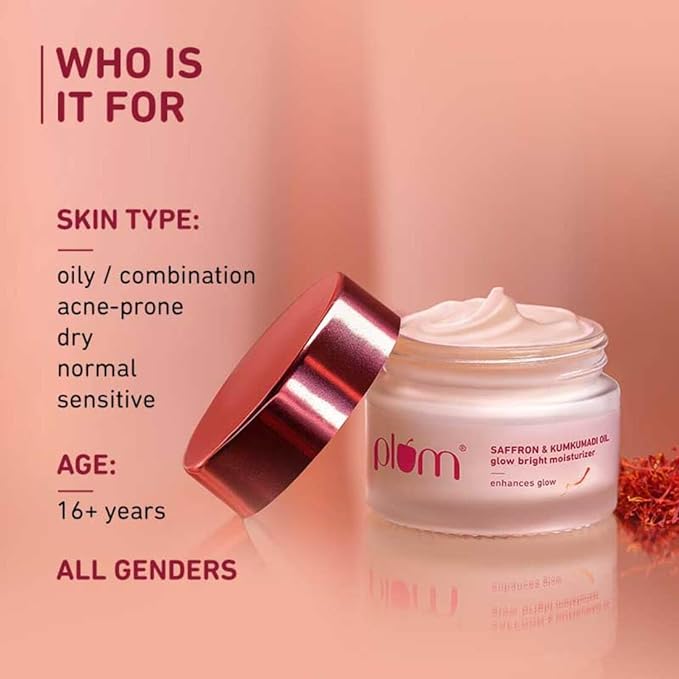 WHO IS
IT FOR
SKIN TYPE:
oily / combination
acne-prone
dry
normal
sensitive
AGE:
16+ years
ALL GENDERS
plum®
SAFFRON & KUMKUMADI OIL
glow bright moisturizer
enhances glow